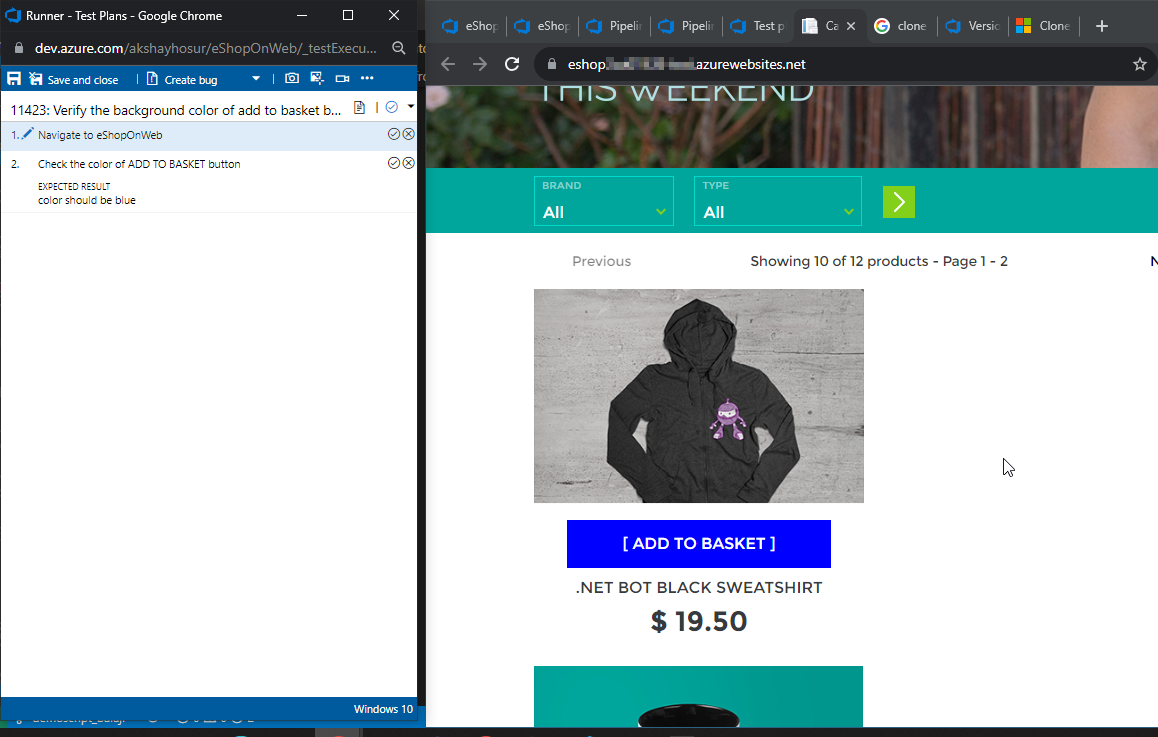 Runner - Test Plans - Google Chrome
dev.azure.com/akshayhosur/eShopOnWeb/_testExecu...
Save and close
Create bug
11423: Verify the background color of add to basket b...
1. Navigate to eShopOnWeb
2. Check the color of ADD TO BASKET button
EXPECTED RESULT
color should be blue
Windows 10
eShop eShop Pipelin Pipelin Test p Ca clone Versio Clone
eshop azurewebsites.net
THIS WEEKEND
BRAND
All
TYPE
All
Previous
Showing 10 of 12 products - Page 1 - 2
N
[ ADD TO BASKET ]
.NET BOT BLACK SWEATSHIRT
$ 19.50